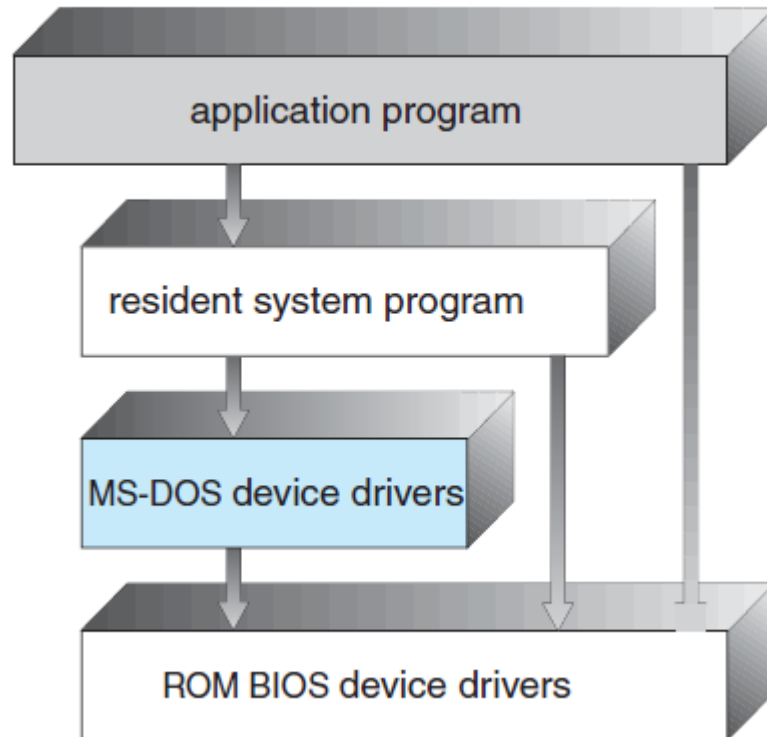 application program
resident system program
MS-DOS device drivers
ROM BIOS device drivers